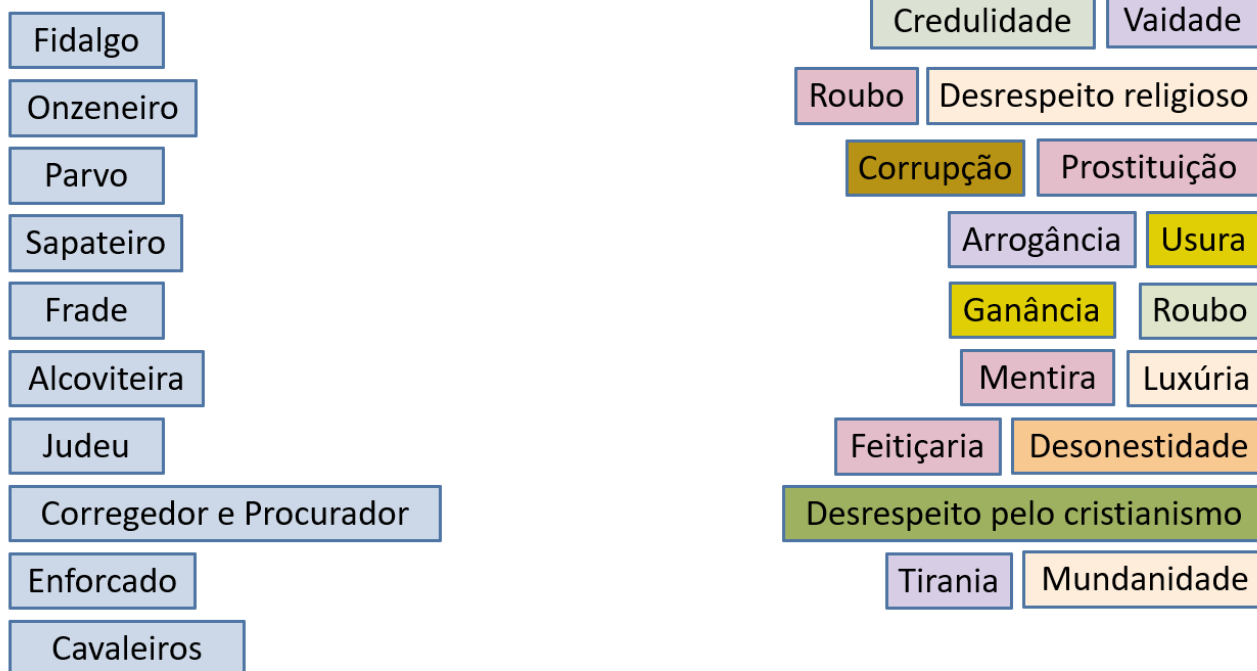 Fidalgo
Onzeneiro
Parvo
Sapateiro
Frade
Alcoviteira
Judeu
Corregedor e Procurador
Enforcado
Cavaleiros
Credulidade Vaidade
Roubo Desrespeito religioso
Corrupção Prostituição
Arrogância Usura
Ganância Roubo
Mentira Luxúria
Feitiçaria Desonestidade
Desrespeito pelo cristianismo
Tirania Mundanidade